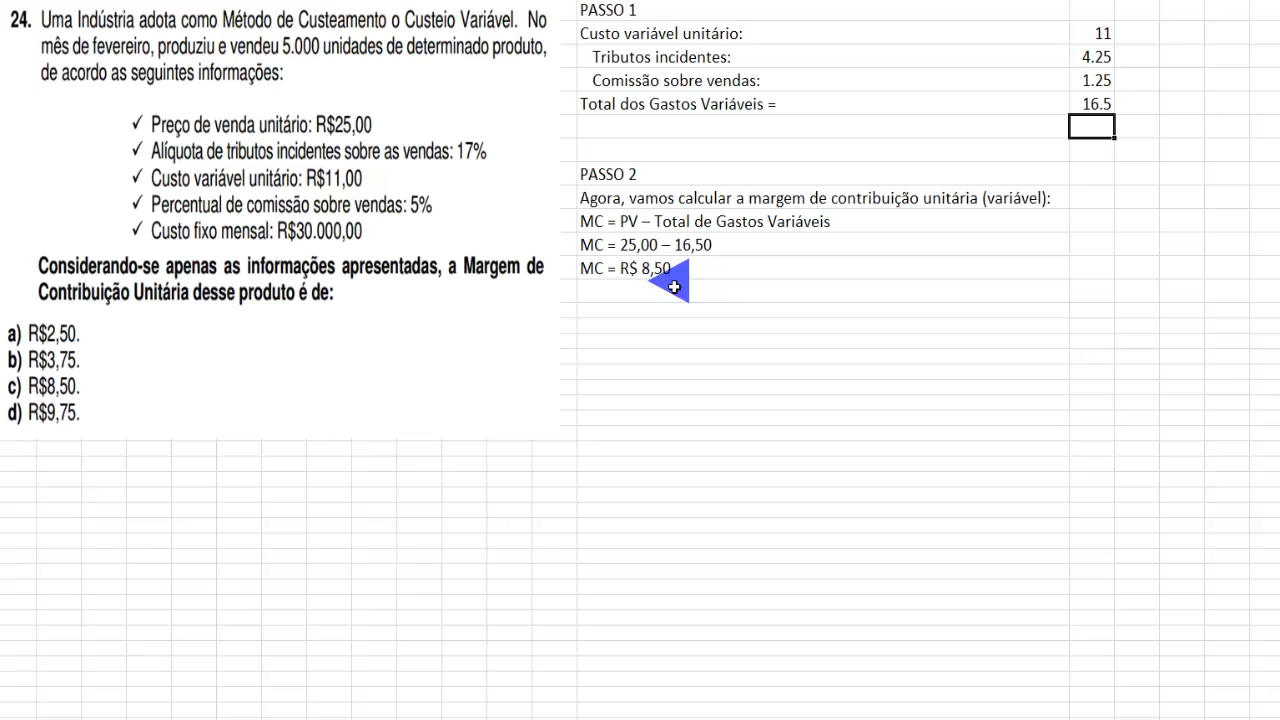 24. Uma Indústria adota como Método de Custeamento o Custeio Variável. No
mês de fevereiro, produziu e vendeu 5.000 unidades de determinado produto,
de acordo as seguintes informações:
✓ Preço de venda unitário: R$25,00
✓ Alíquota de tributos incidentes sobre as vendas: 17%
✓ Custo variável unitário: R$11,00
✓ Percentual de comissão sobre vendas: 5%
✓ Custo fixo mensal: R$30.000,00
Considerando-se apenas as informações apresentadas, a Margem de
Contribuição Unitária desse produto é de:
a) R$2,50.
b) R$3,75.
c) R$8,50.
d) R$9,75.
PASSO 1
Custo variável unitário: 11
Tributos incidentes: 4.25
Comissão sobre vendas: 1.25
Total dos Gastos Variáveis = 16.5
PASSO 2
Agora, vamos calcular a margem de contribuição unitária (variável):
MC = PV – Total de Gastos Variáveis
MC = 25,00 – 16,50
MC = R$ 8,50